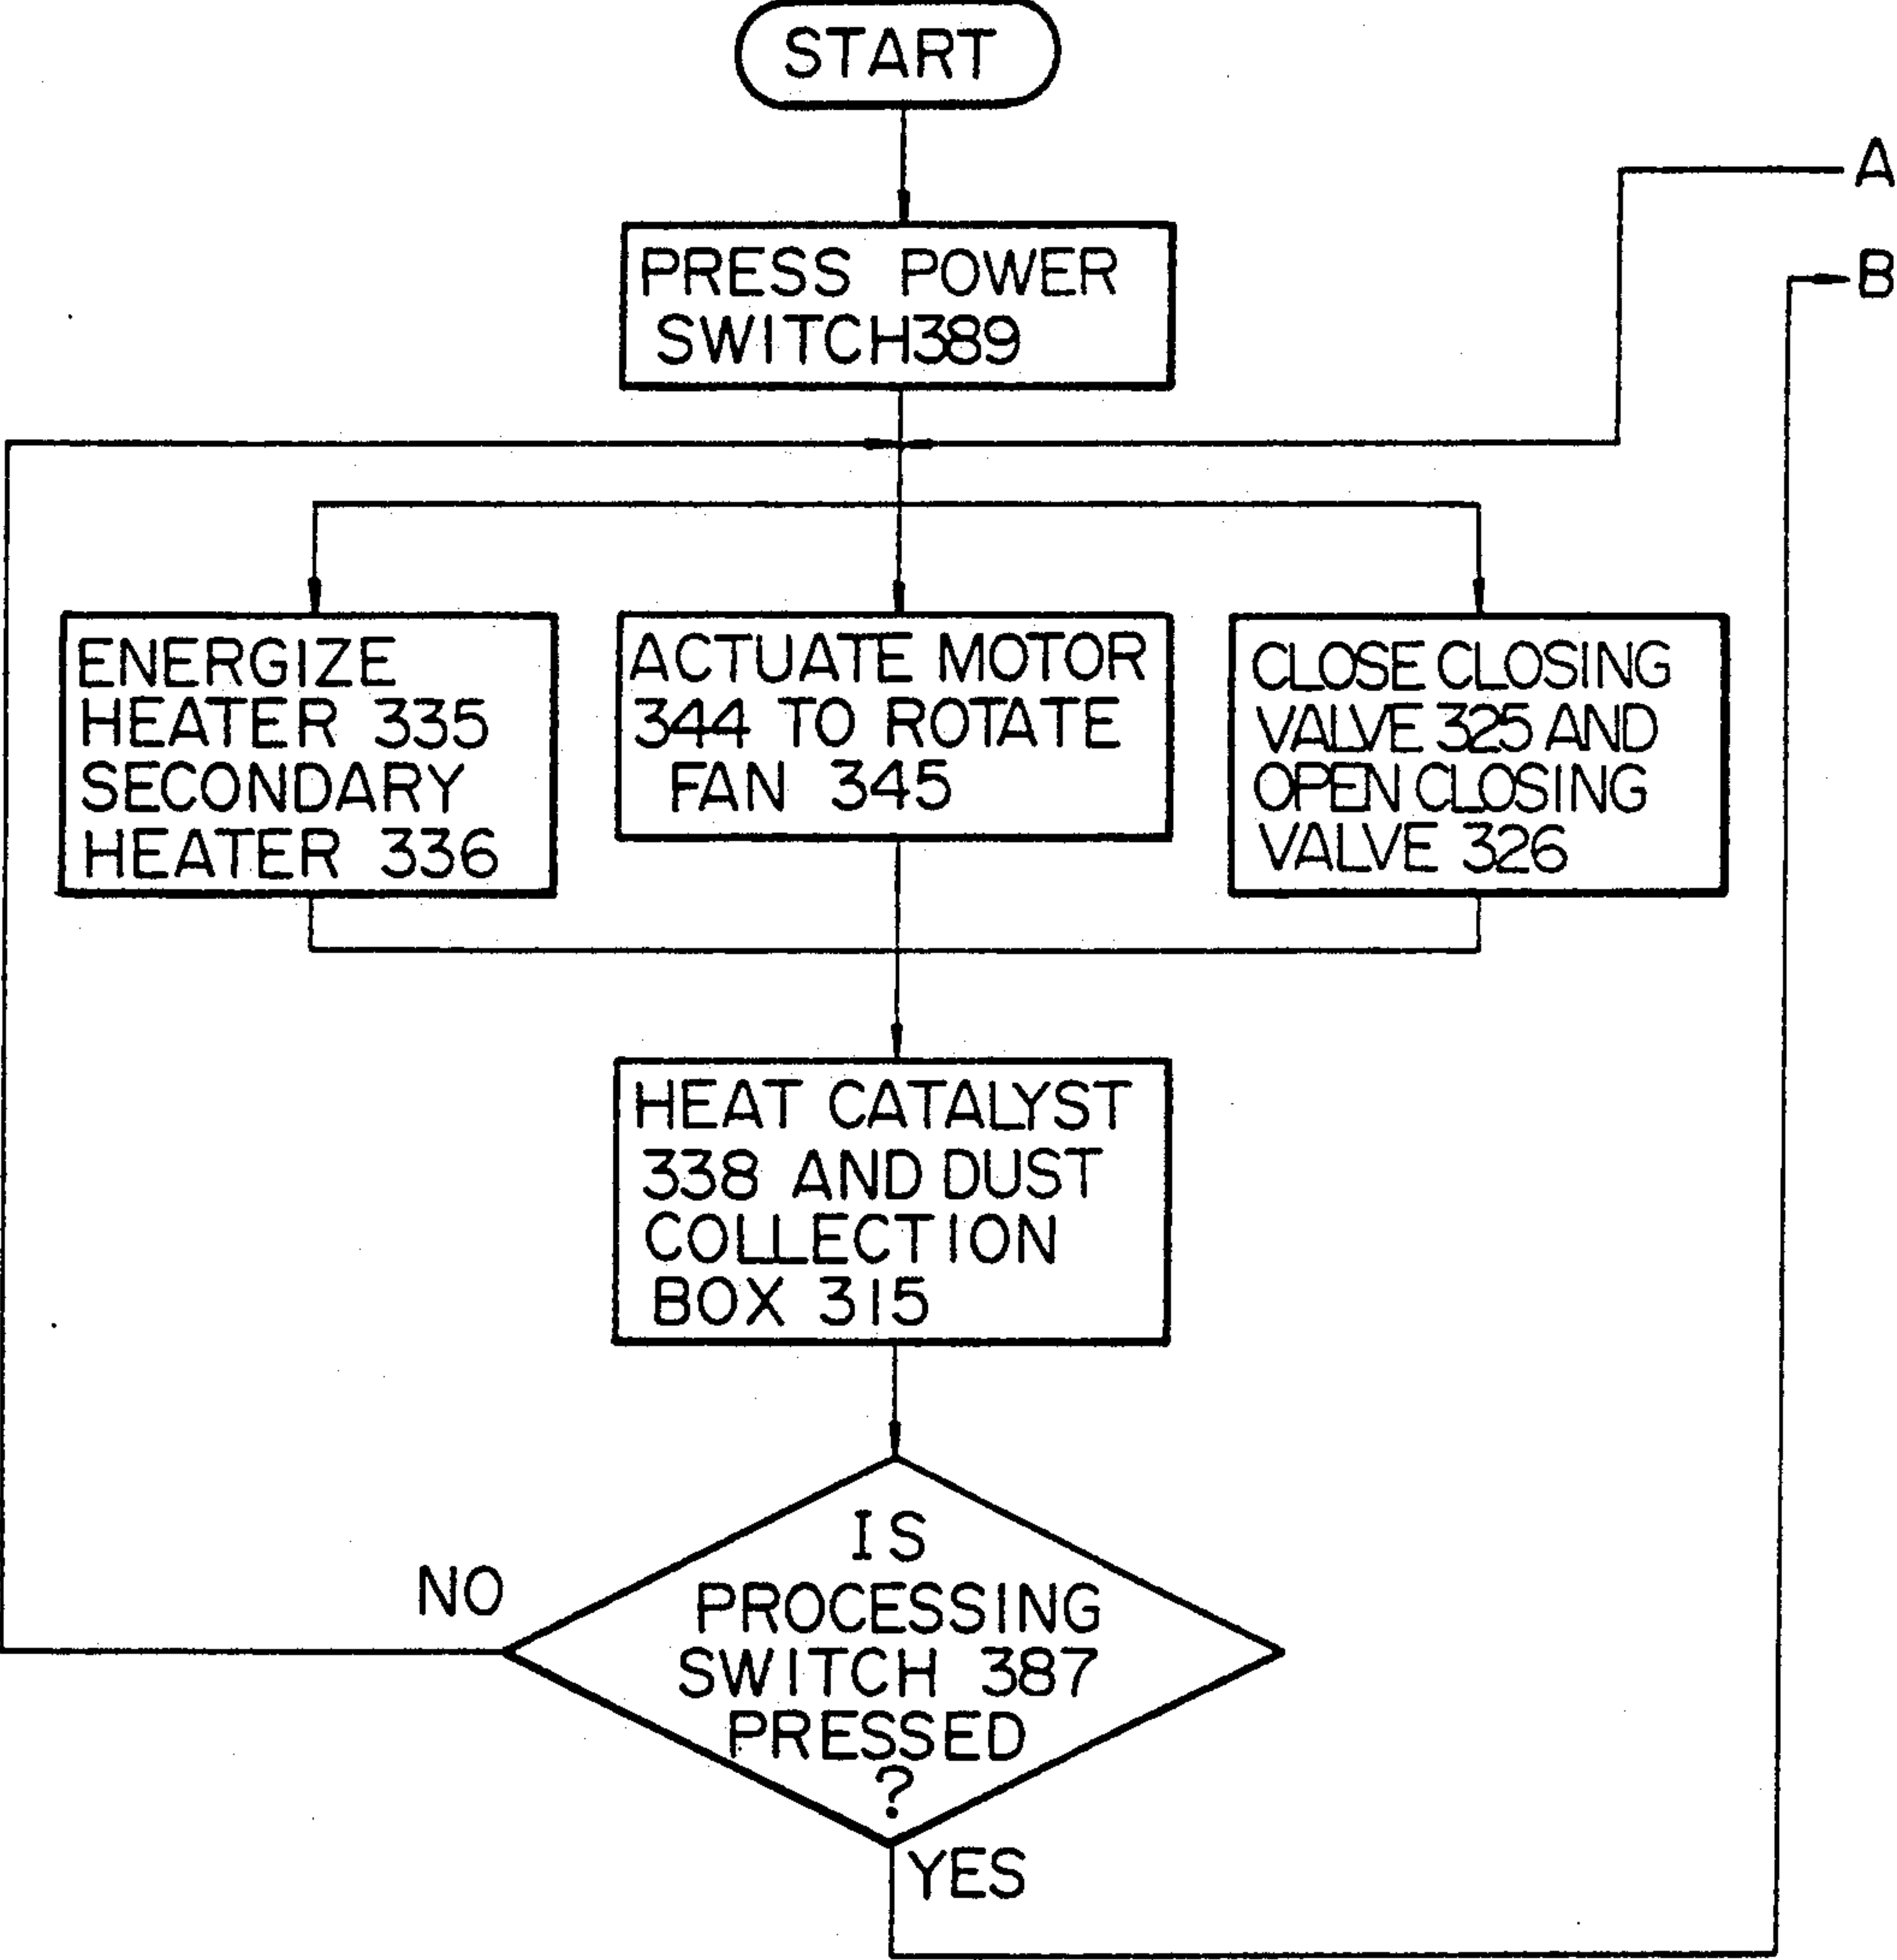 START
A
B
PRESS POWER
SWITCH389
ENERGIZE
HEATER 335
SECONDARY
HEATER 336
ACTUATE MOTOR
344 TO ROTATE
FAN 345
CLOSE CLOSING
VALVE 325 AND
OPEN CLOSING
VALVE 326
HEAT CATALYST
338 AND DUST
COLLECTION
BOX 315
NO
IS
PROCESSING
SWITCH 387
PRESSED
?
YES